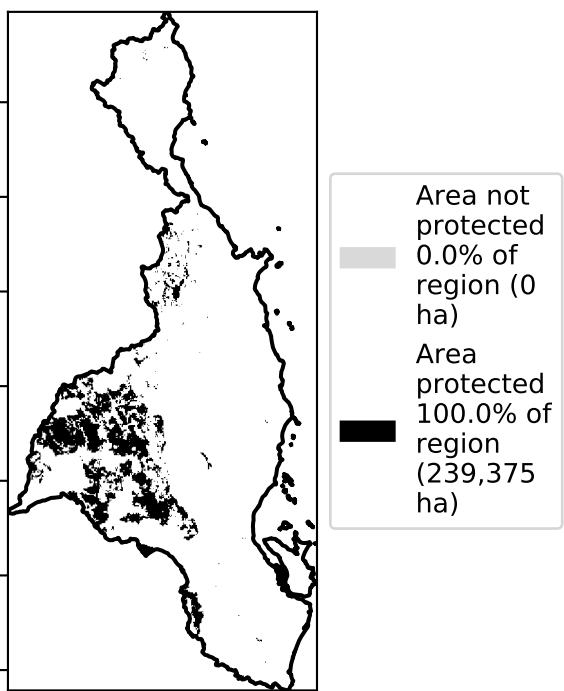 Area not
protected
0.0% of
region (0
ha)
Area
protected
100.0% of
region
(239,375
ha)